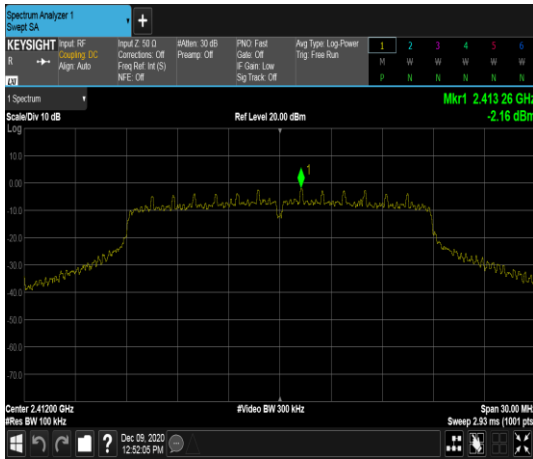 Spectrum Analyzer 1
Swept SA
+
KEYSIGHT
R
LXI
Input: RF
Coupling: DC
Align: Auto
Input Z: 50 Ω
Corrections: Off
Freq Ref: Int (S)
NFE: Off
#Atten: 30 dB
Preamp: Off
PNO: Fast
Gate: Off
IF Gain: Low
Sig Track: Off
Avg Type: Log-Power
Trig: Free Run
1 2 3 4 5 6
M W W W W W
P N N N N N
1 Spectrum
Mkr1 2.413 26 GHz
Scale/Div 10 dB
Ref Level 20.00 dBm
-2.16 dBm
Log
10.0
1
0.00
-10.0
-20.0
-30.0
-40.0
-50.0
-60.0
-70.0
Center 2.41200 GHz
#Video BW 300 kHz
Span 30.00 MHz
#Res BW 100 kHz
Sweep 2.93 ms (1001 pts)
?
Dec 09, 2020
12:52:05 PM